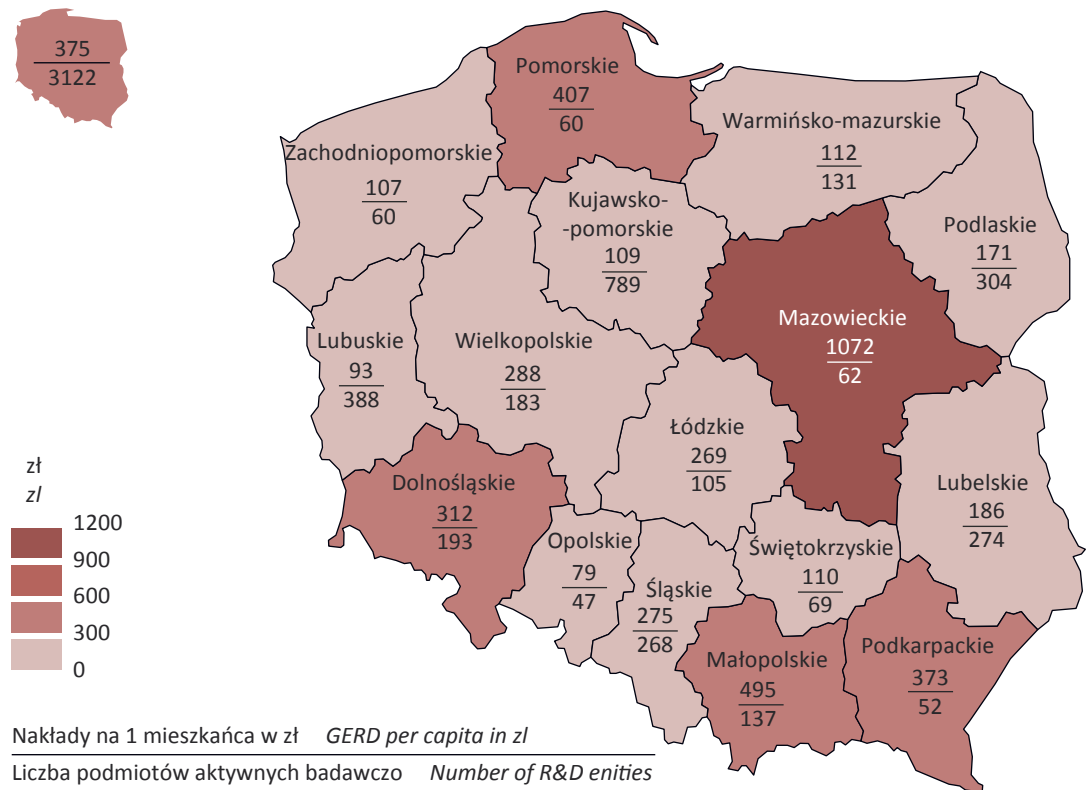 375
3122
Pomorskie
407
60
Warmińsko-mazurskie
112
131
Zachodniopomorskie
107
60
Kujawsko-
-pomorskie
109
789
Podlaskie
171
304
Mazowieckie
1072
62
Lubuskie
93
388
Wielkopolskie
288
183
Łódzkie
269
105
Dolnośląskie
312
193
Lubelskie
186
274
Opolskie
79
47
Śląskie
275
268
Świętokrzyskie
110
69
Małopolskie
495
137
Podkarpackie
373
52
zł
zl
1200
900
600
300
0
Nakłady na 1 mieszkańca w zł GERD per capita in zl
Liczba podmiotów aktywnych badawczo Number of R&D enities